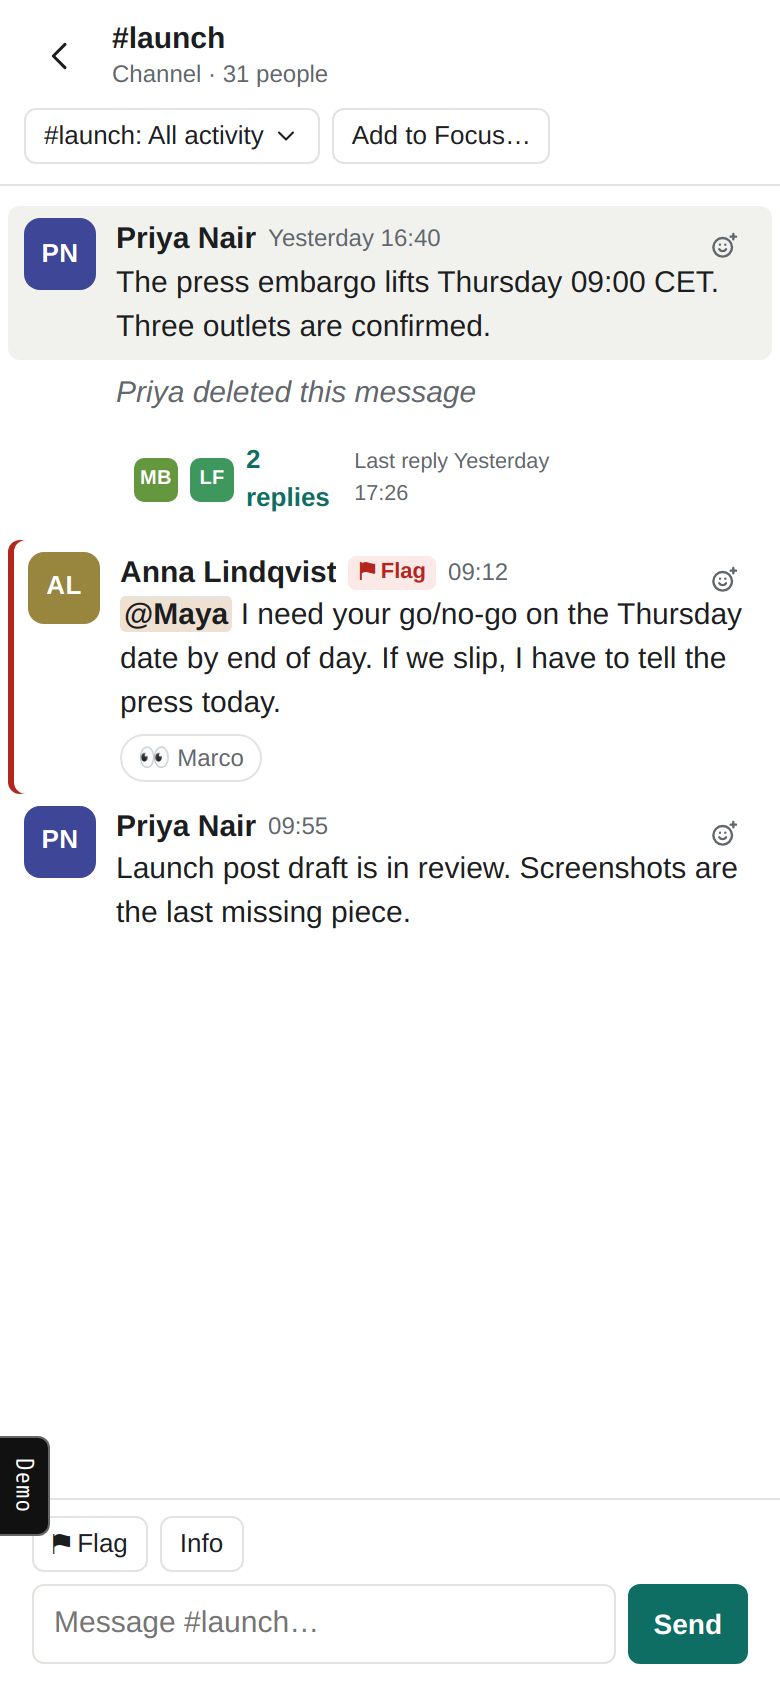 #launch
Channel · 31 people
#launch: All activity
Add to Focus…
PN
Priya Nair Yesterday 16:40
The press embargo lifts Thursday 09:00 CET.
Three outlets are confirmed.
Priya deleted this message
MB LF 2 replies
Last reply Yesterday 17:26
AL
Anna Lindqvist Flag 09:12
@Maya I need your go/no-go on the Thursday
date by end of day. If we slip, I have to tell the
press today.
👀 Marco
PN
Priya Nair 09:55
Launch post draft is in review. Screenshots are
the last missing piece.
Demo
Flag
Info
Message #launch…
Send